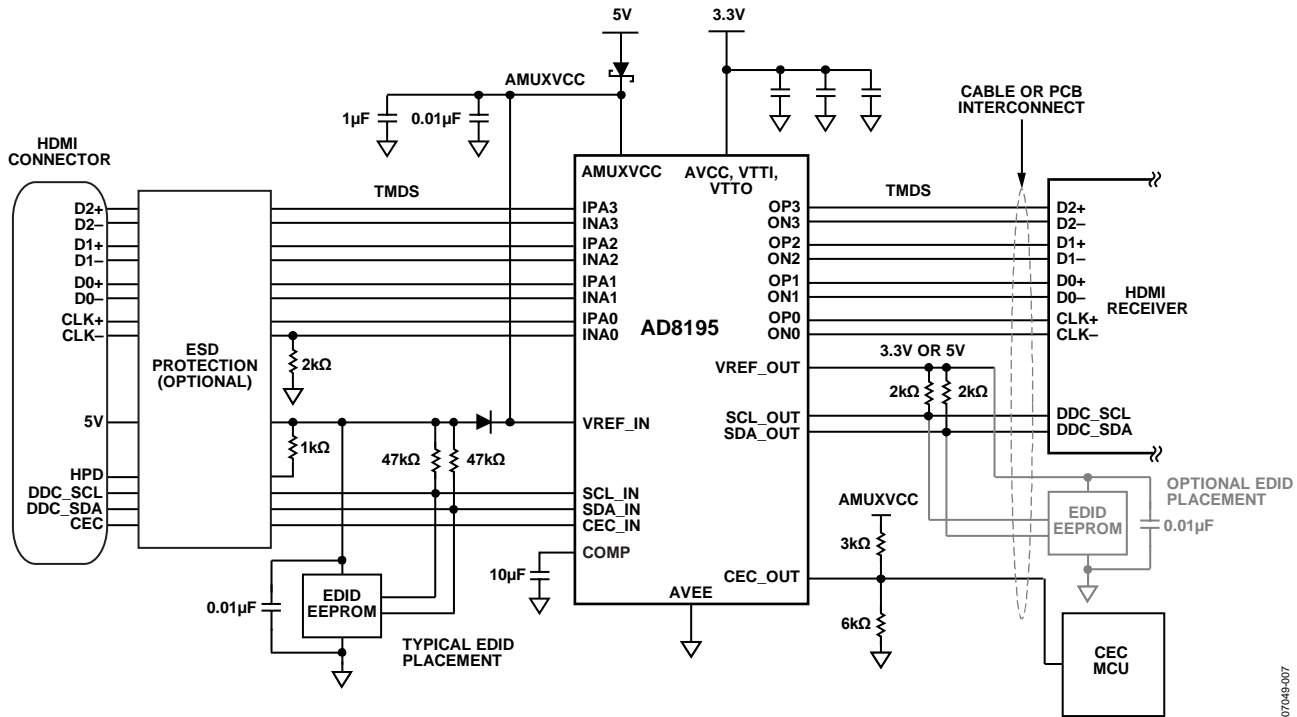 5V
3.3V
AMUXVCC
1µF
0.01µF
CABLE OR PCB
INTERCONNECT
HDMI
CONNECTOR
D2+
D2–
D1+
D1–
D0+
D0–
CLK+
CLK–
5V
HPD
DDC_SCL
DDC_SDA
CEC
ESD
PROTECTION
(OPTIONAL)
TMDS
2kΩ
1kΩ
47kΩ
47kΩ
0.01µF
EDID
EEPROM
TYPICAL EDID
PLACEMENT
10µF
AMUXVCC
AVCC, VTTI,
VTTO
IPA3
INA3
IPA2
INA2
IPA1
INA1
IPA0
INA0
VREF_IN
SCL_IN
SDA_IN
CEC_IN
COMP
AD8195
AVEE
OP3
ON3
OP2
ON2
OP1
ON1
OP0
ON0
VREF_OUT
SCL_OUT
SDA_OUT
CEC_OUT
TMDS
3.3V OR 5V
2kΩ
2kΩ
AMUXVCC
3kΩ
6kΩ
D2+
D2–
D1+
D1–
D0+
D0–
CLK+
CLK–
HDMI
RECEIVER
DDC_SCL
DDC_SDA
OPTIONAL EDID
PLACEMENT
EDID
EEPROM
0.01µF
CEC
MCU
07049-007